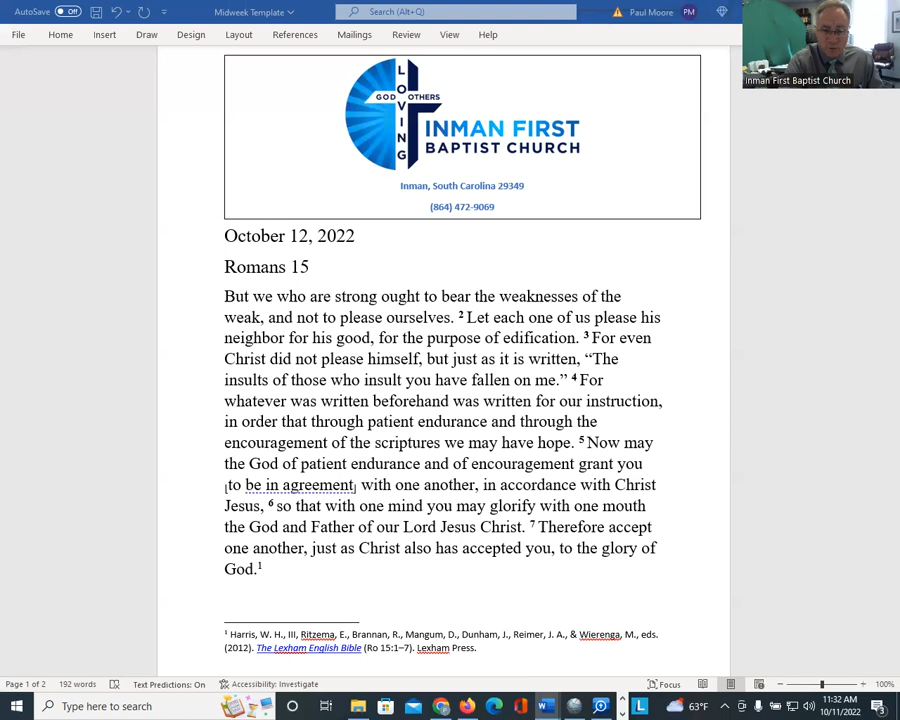 AutoSave Off Midweek Template Search (Alt+Q) Paul Moore PM
File Home Insert Draw Design Layout References Mailings Review View Help
Inman First Baptist Church
LOVING
GOD OTHERS
INMAN FIRST
BAPTIST CHURCH
Inman, South Carolina 29349
(864) 472-9069
October 12, 2022
Romans 15
But we who are strong ought to bear the weaknesses of the
weak, and not to please ourselves. 2 Let each one of us please his
neighbor for his good, for the purpose of edification. 3 For even
Christ did not please himself, but just as it is written, “The
insults of those who insult you have fallen on me.” 4 For
whatever was written beforehand was written for our instruction,
in order that through patient endurance and through the
encouragement of the scriptures we may have hope. 5 Now may
the God of patient endurance and of encouragement grant you
⌊to be in agreement⌋ with one another, in accordance with Christ
Jesus, 6 so that with one mind you may glorify with one mouth
the God and Father of our Lord Jesus Christ. 7 Therefore accept
one another, just as Christ also has accepted you, to the glory of
God.1
1 Harris, W. H., III, Ritzema, E., Brannan, R., Mangum, D., Dunham, J., Reimer, J. A., & Wierenga, M., eds.
(2012). The Lexham English Bible (Ro 15:1–7). Lexham Press.
Page 1 of 2 192 words Text Predictions: On Accessibility: Investigate Focus 100%
Type here to search 63°F 11:32 AM
10/11/2022 3